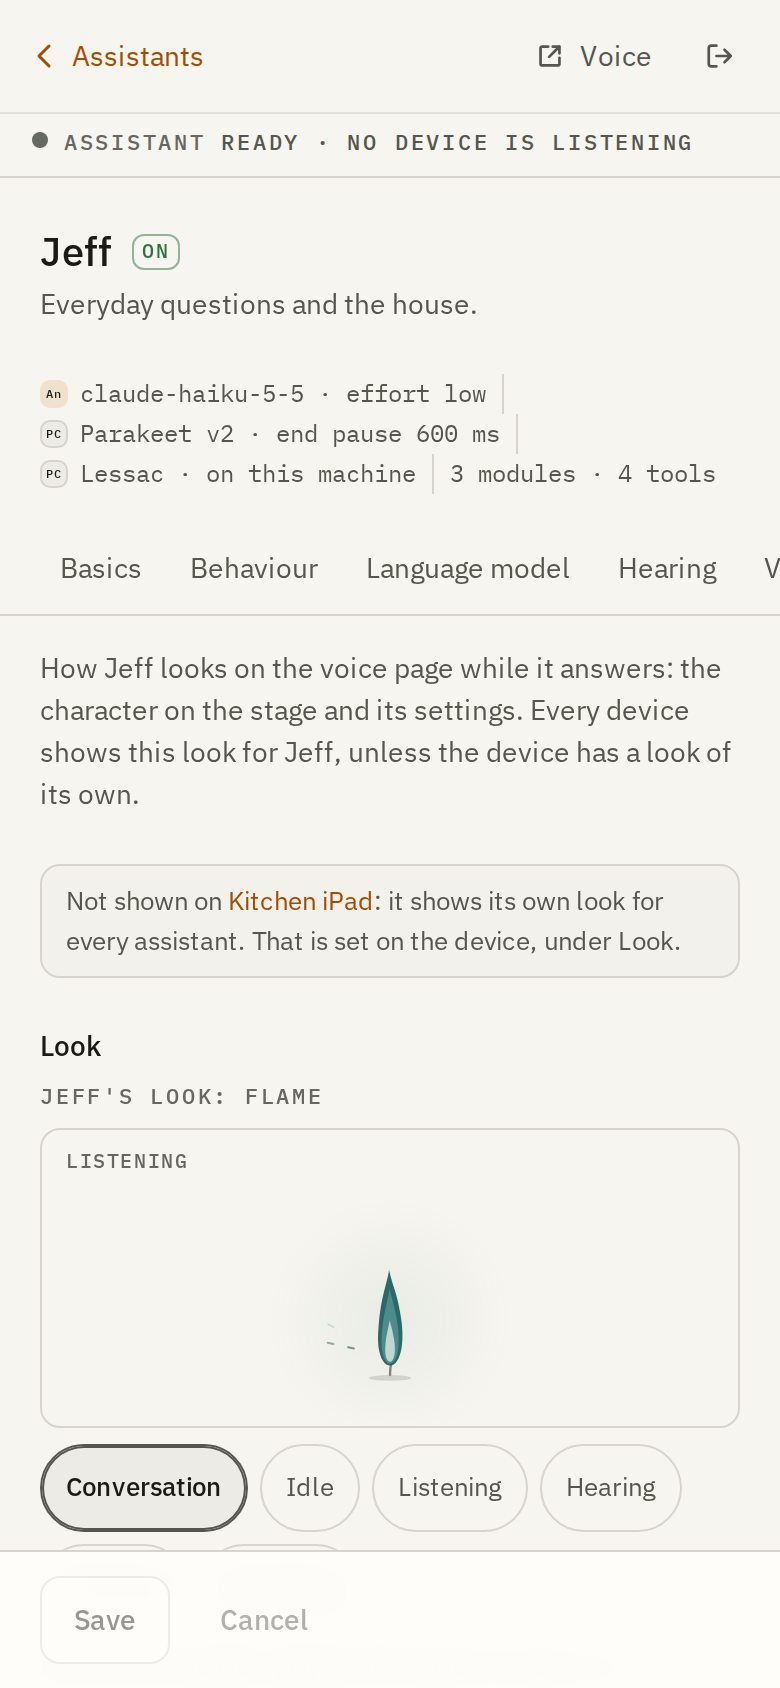 Assistants
Voice
ASSISTANT READY · NO DEVICE IS LISTENING
Jeff ON
Everyday questions and the house.
An claude-haiku-5-5 · effort low
PC Parakeet v2 · end pause 600 ms
PC Lessac · on this machine 3 modules · 4 tools
Basics Behaviour Language model Hearing V
How Jeff looks on the voice page while it answers: the
character on the stage and its settings. Every device
shows this look for Jeff, unless the device has a look of
its own.
Not shown on Kitchen iPad: it shows its own look for
every assistant. That is set on the device, under Look.
Look
JEFF'S LOOK: FLAME
LISTENING
Conversation Idle Listening Hearing
Save Cancel